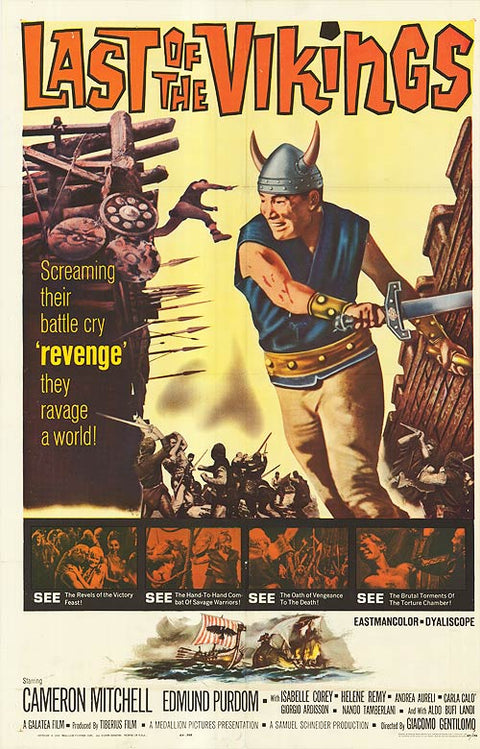 LAST OF THE VIKINGS
Screaming
their
battle cry
'revenge'
they
ravage
a world!
SEE The Revels of the Victory
Feast!
SEE The Hand-To-Hand Com-
bat Of Savage Warriors!
SEE The Oath of Vengeance
To The Death!
SEE The Brutal Torments Of
The Torture Chamber!
EASTMANCOLOR • DYALISCOPE
Starring
CAMERON MITCHELL EDMUND PURDOM • With ISABELLE COREY • HELENE REMY • ANDREA AURELI • CARLA CALO'
GIORGIO ARDISSON • NANDO TAMBERLANI • And With ALDO BUFI LANDI
A GALATEA FILM • Produced By TIBERIUS FILM • A MEDALLION PICTURES PRESENTATION • A SAMUEL SCHNEIDER PRODUCTION • Directed By GIACOMO GENTILOMO